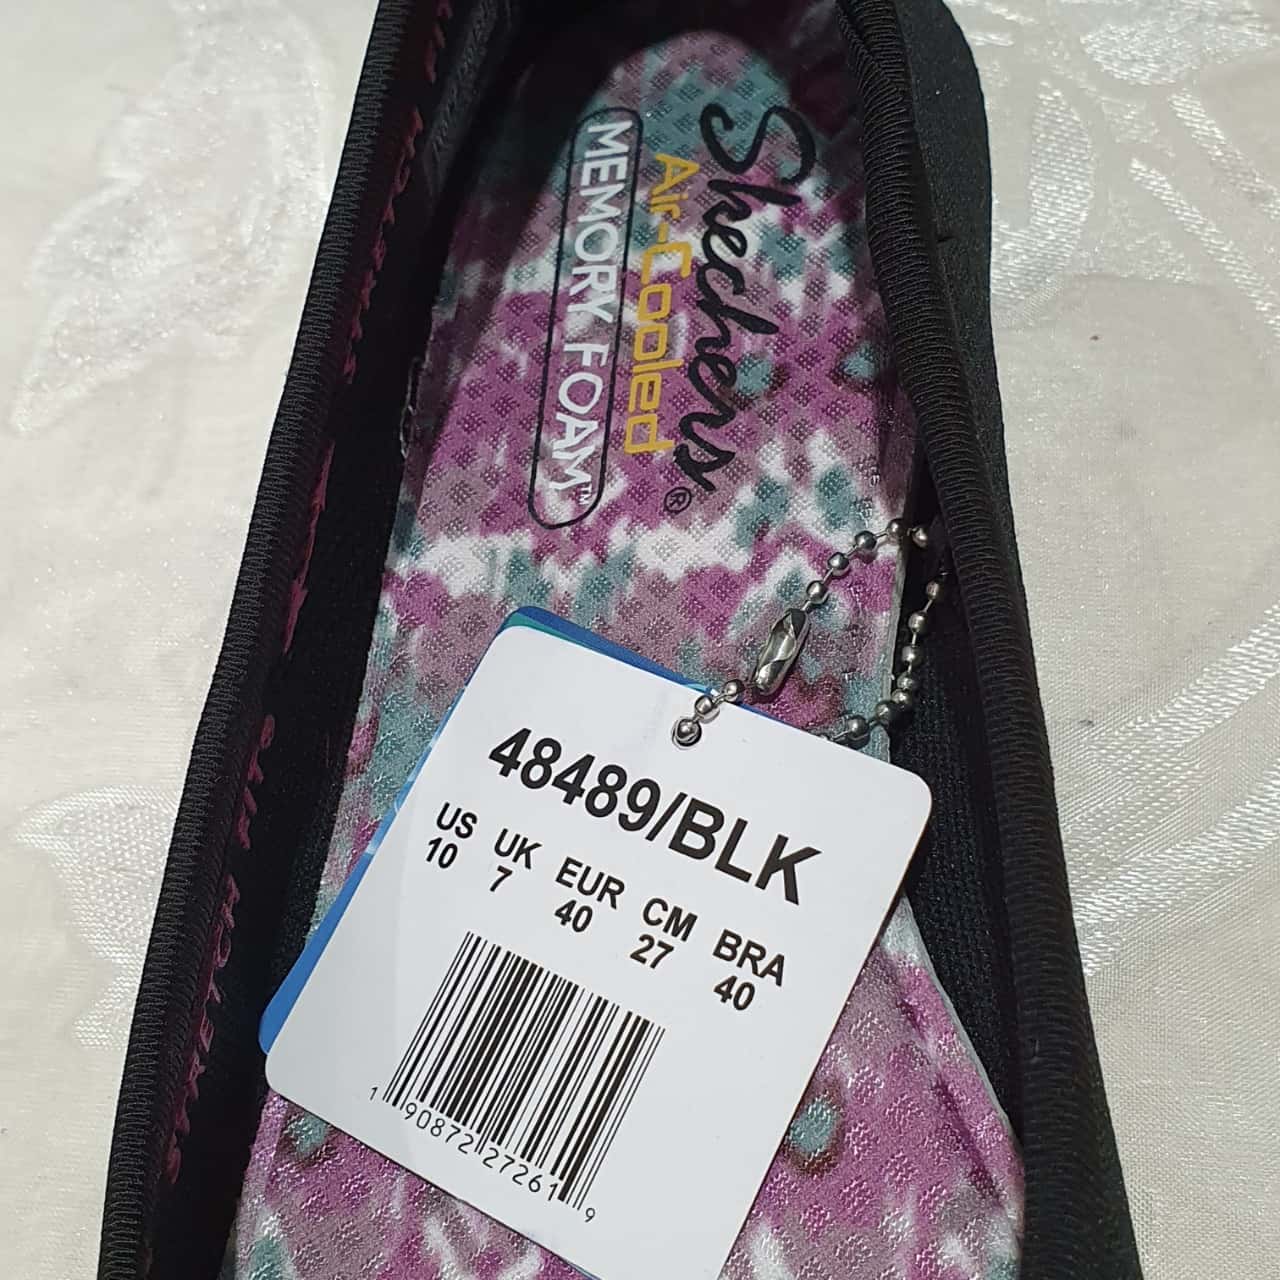 Skechers®
Air-Cooled
MEMORY FOAM™
48489/BLK
US UK EUR CM BRA
10 7 40 27 40
1 90872 27261 9